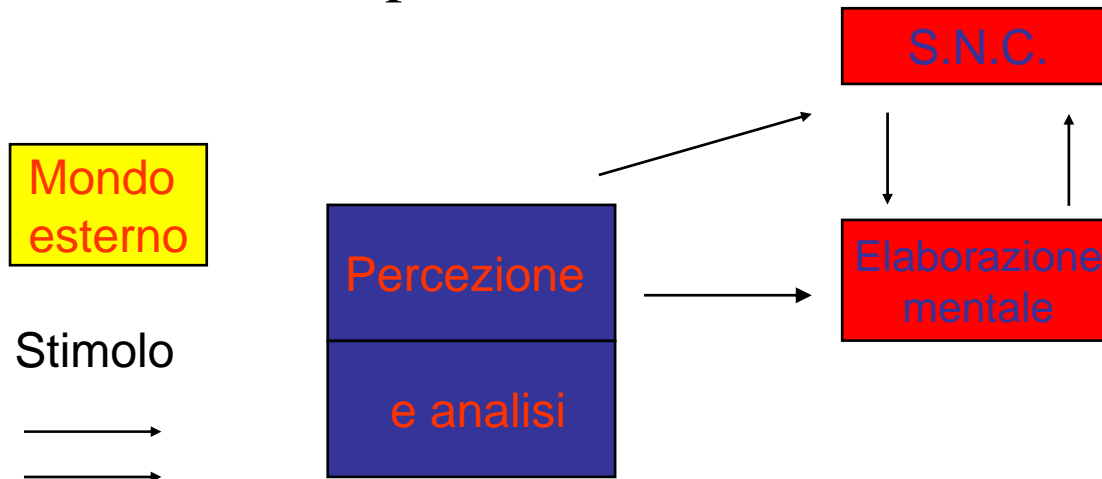 S.N.C.
Mondo
esterno
Percezione
Elaborazione
mentale
Stimolo
e analisi